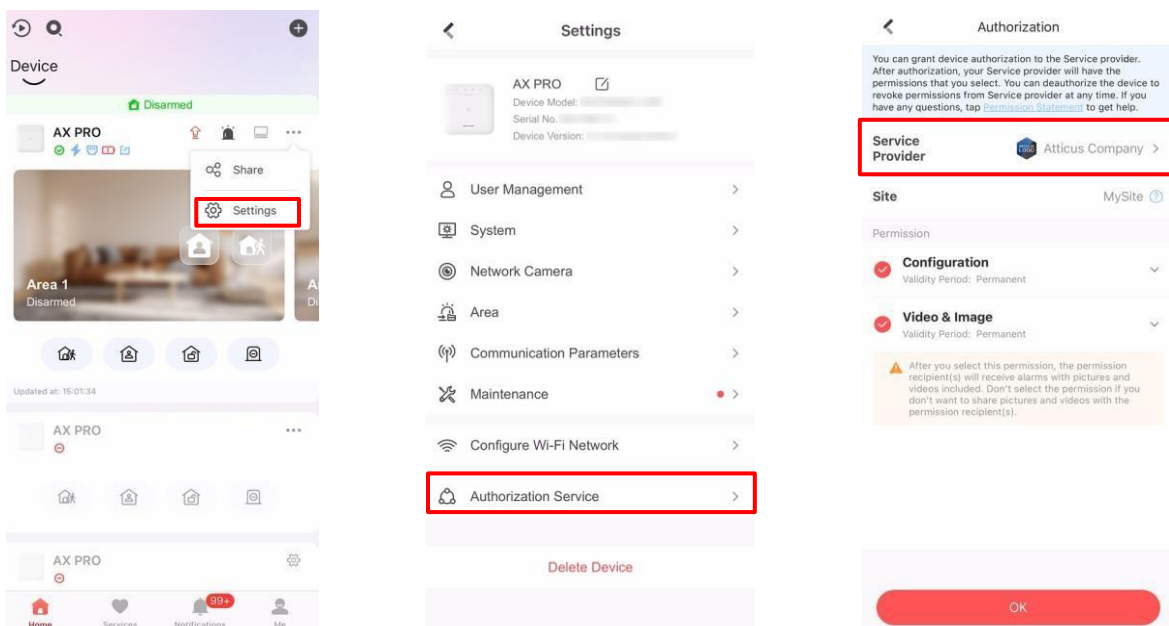 Device
Disarmed
AX PRO
Share
Settings
Area 1
Disarmed
A
Di
Updated at: 15:01:34
AX PRO
AX PRO
99+
Home
Services
Notifications
Me
Settings
AX PRO
Device Model:
Serial No.
Device Version:
User Management
System
Network Camera
Area
Communication Parameters
Maintenance
Configure Wi-Fi Network
Authorization Service
Delete Device
Authorization
You can grant device authorization to the Service provider.
After authorization, your Service provider will have the
permissions that you select. You can deauthorize the device to
revoke permissions from Service provider at any time. If you
have any questions, tap Permission Statement to get help.
Service
Provider
Atticus Company
Site
MySite
Permission
Configuration
Validity Period: Permanent
Video & Image
Validity Period: Permanent
After you select this permission, the permission
recipient(s) will receive alarms with pictures and
videos included. Don't select the permission if you
don't want to share pictures and videos with the
permission recipient(s).
OK